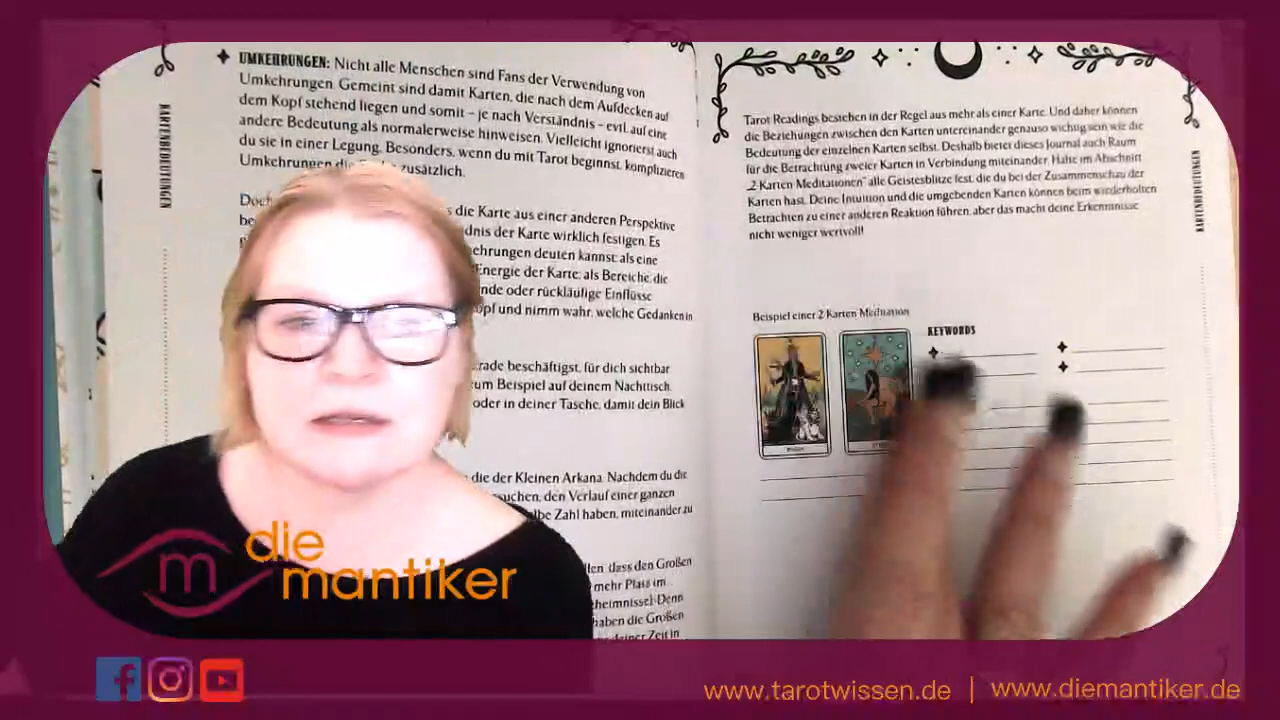 UMKEHRUNGEN: Nicht alle Menschen sind Fans der Verwendung von
Umkehrungen. Gemeint sind damit Karten, die nach dem Aufdecken auf
dem Kopf stehend liegen und somit – je nach Verständnis – evtl. auf eine
andere Bedeutung als normalerweise hinweisen. Vielleicht ignorierst auch
du sie in einer Legung. Besonders, wenn du mit Tarot beginnst, komplizieren
Umkehrungen die zusätzlich.
die Karte aus einer anderen Perspektive
dnis der Karte wirklich festigen. Es
ehrungen deuten kannst: als eine
Energie der Karte, als Bereiche, die
nde oder rückläufige Einflüsse
opf und nimm wahr, welche Gedanken in
rade beschäftigst, für dich sichtbar
um Beispiel auf deinem Nachttisch,
oder in deiner Tasche, damit dein Blick
die der Kleinen Arkana. Nachdem du die
suchen, den Verlauf einer ganzen
lbe Zahl haben, miteinander zu
llen, dass den Großen
mehr Platz im
heimnisse). Denn
haben die Großen
deiner Zeit in
KARTENBEDEUTUNGEN
Tarot Readings bestehen in der Regel aus mehr als einer Karte. Und daher können
die Beziehungen zwischen den Karten untereinander genauso wichtig sein wie die
Bedeutung der einzelnen Karten selbst. Deshalb bietet dieses Journal auch Raum
für die Betrachtung zweier Karten in Verbindung miteinander. Halte im Abschnitt
„2 Karten Meditationen“ alle Geistesblitze fest, die du bei der Zusammenschau der
Karten hast. Deine Intuition und die umgebenden Karten können beim wiederholten
Betrachten zu einer anderen Reaktion führen, aber das macht deine Erkenntnisse
nicht weniger wertvoll!
Beispiel einer 2 Karten Meditation
KEYWORDS
KARTENBEDEUTUNGEN
m
die
mantiker
www.tarotwissen.de | www.diemantiker.de